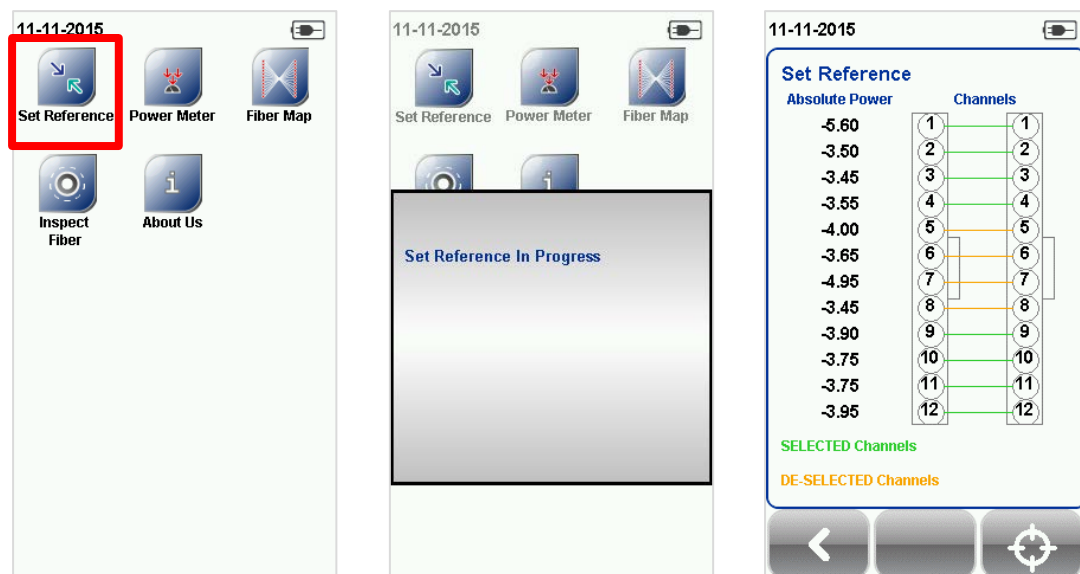 11-11-2015
Set Reference Power Meter Fiber Map
Inspect Fiber
About Us
11-11-2015
Set Reference Power Meter Fiber Map
Set Reference In Progress
11-11-2015
Set Reference
Absolute Power Channels
-5.60 1 1
-3.50 2 2
-3.45 3 3
-3.55 4 4
-4.00 5 5
-3.65 6 6
-4.95 7 7
-3.45 8 8
-3.90 9 9
-3.75 10 10
-3.75 11 11
-3.95 12 12
SELECTED Channels
DE-SELECTED Channels